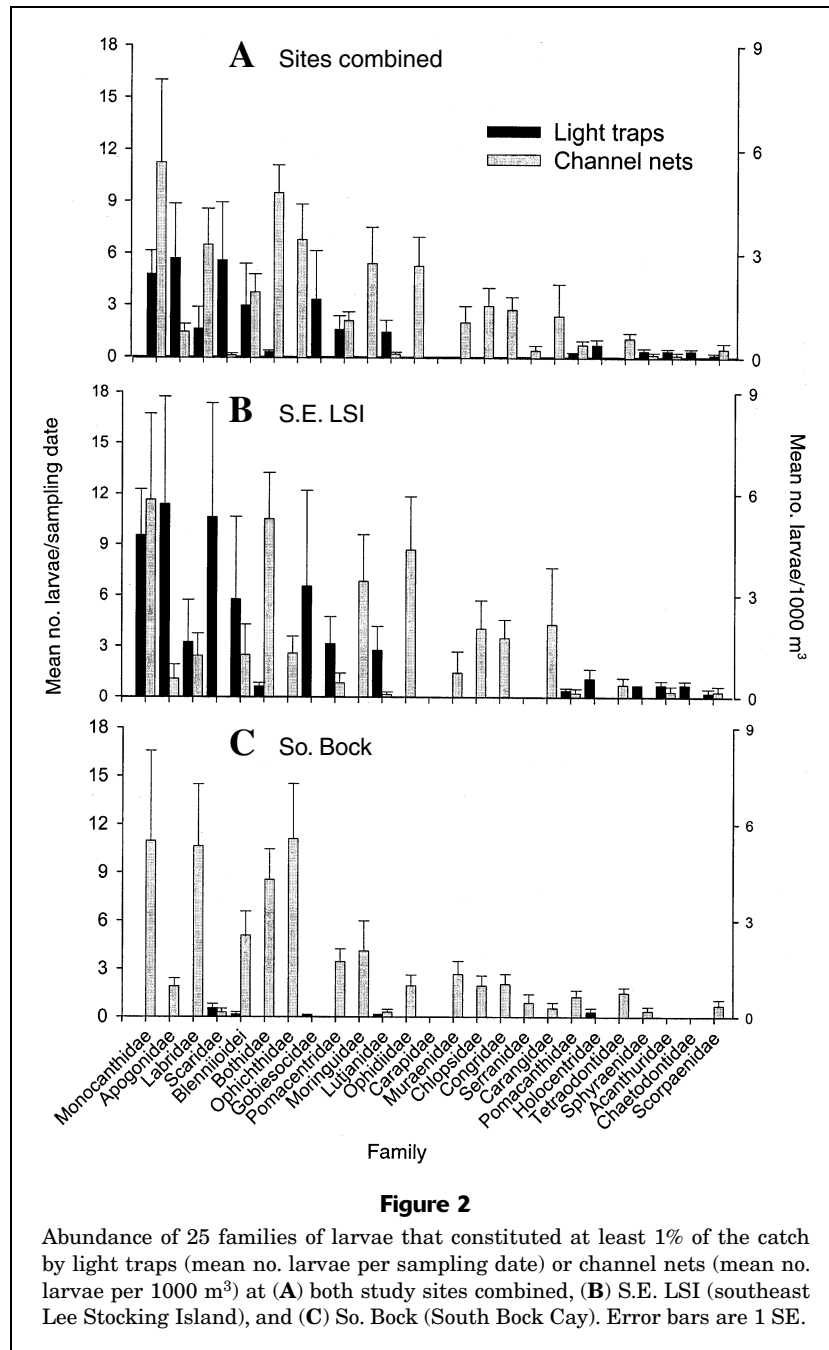 A Sites combined
18
15
12
9
6
3
0
9
6
3
0
Light traps
Channel nets
B S.E. LSI
18
15
12
9
6
3
0
9
6
3
0
Mean no. larvae/sampling date
Mean no. larvae/1000 m³
C So. Bock
18
15
12
9
6
3
0
9
6
3
0
Monocanthidae
Apogonidae
Labridae
Scaridae
Blenniioidei
Bothidae
Ophichthidae
Gobiesocidae
Pomacentridae
Moringuidae
Lutjanidae
Ophidiidae
Carapidae
Muraenidae
Chlopsidae
Congridae
Serranidae
Carangidae
Pomacanthidae
Holocentridae
Tetraodontidae
Sphyraenidae
Acanthuridae
Chaetodontidae
Scorpaenidae
Family
Figure 2
Abundance of 25 families of larvae that constituted at least 1% of the catch
by light traps (mean no. larvae per sampling date) or channel nets (mean no.
larvae per 1000 m³) at (A) both study sites combined, (B) S.E. LSI (southeast
Lee Stocking Island), and (C) So. Bock (South Bock Cay). Error bars are 1 SE.